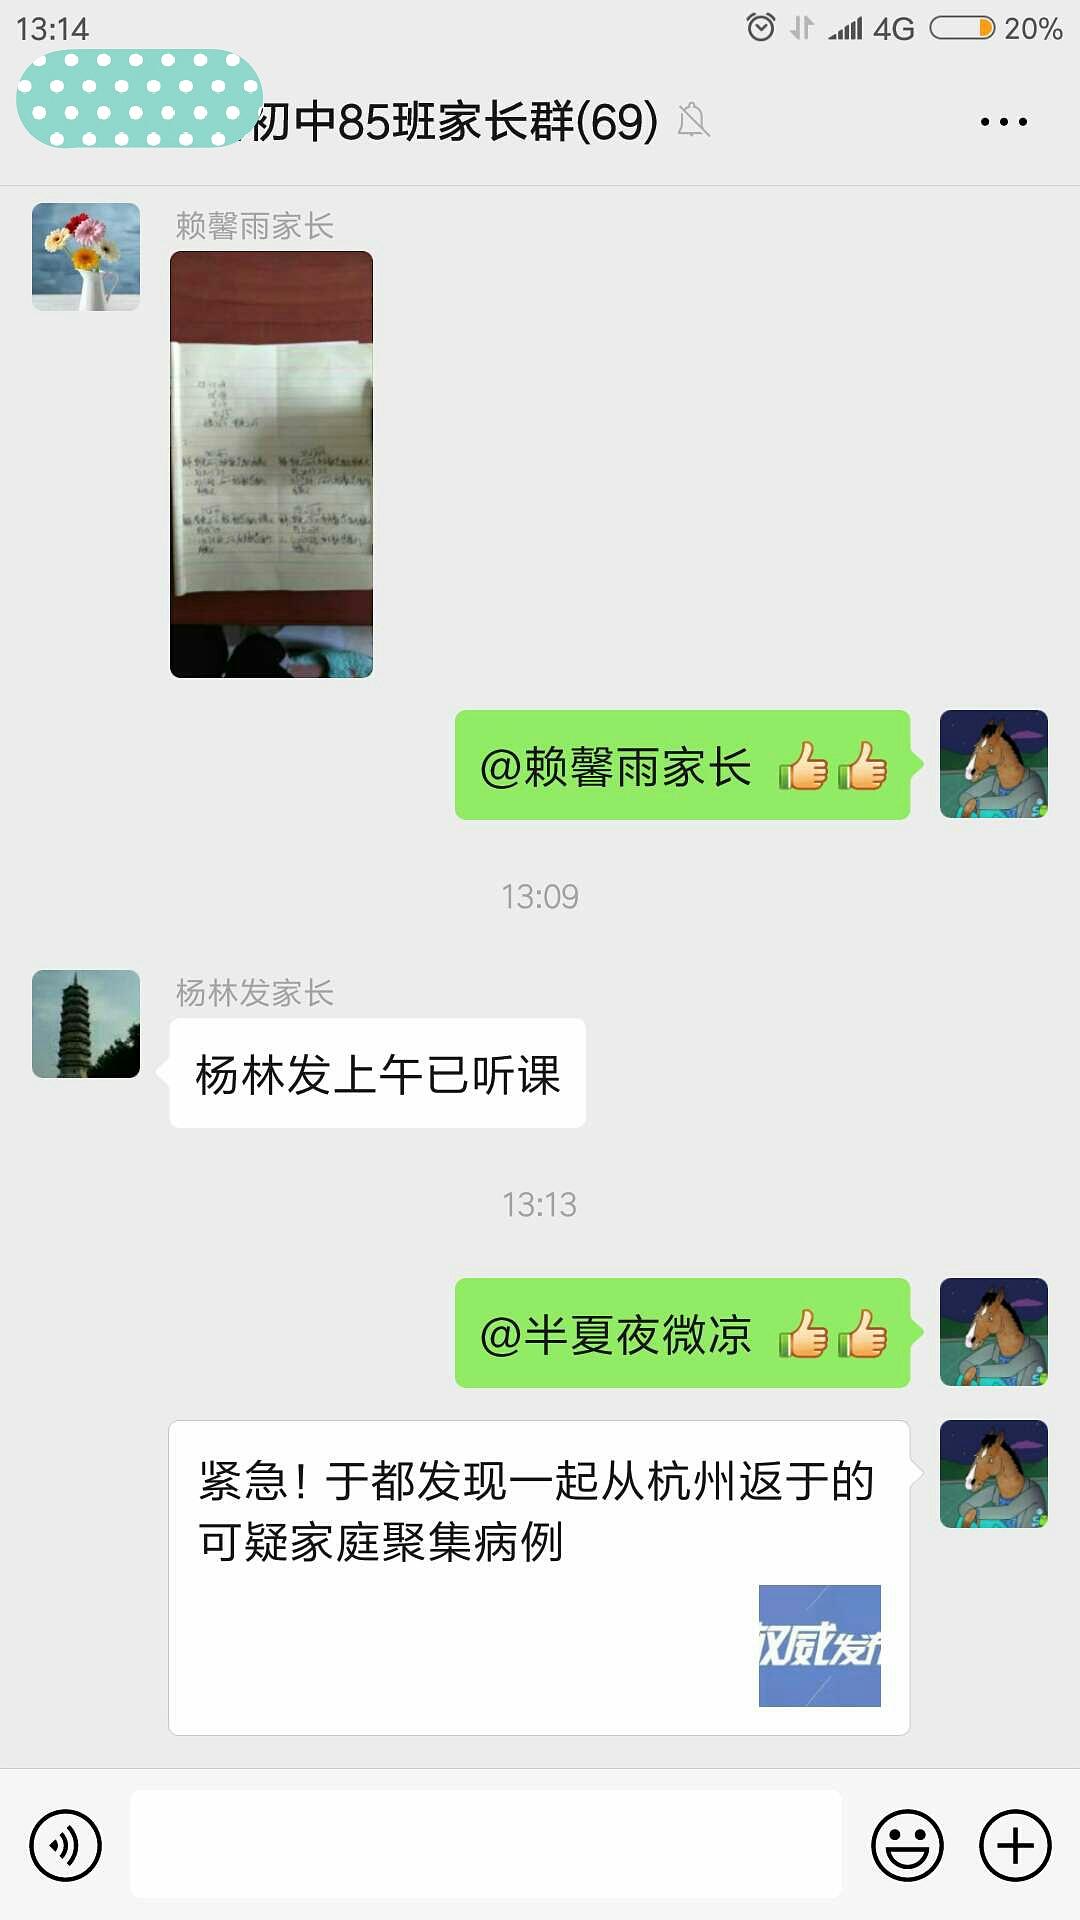 13:14
4G
20%
初中85班家长群(69)
赖馨雨家长
@赖馨雨家长 👍👍
13:09
杨林发家长
杨林发上午已听课
13:13
@半夏夜微凉 👍👍
紧急！于都发现一起从杭州返于的
可疑家庭聚集病例
权威发布